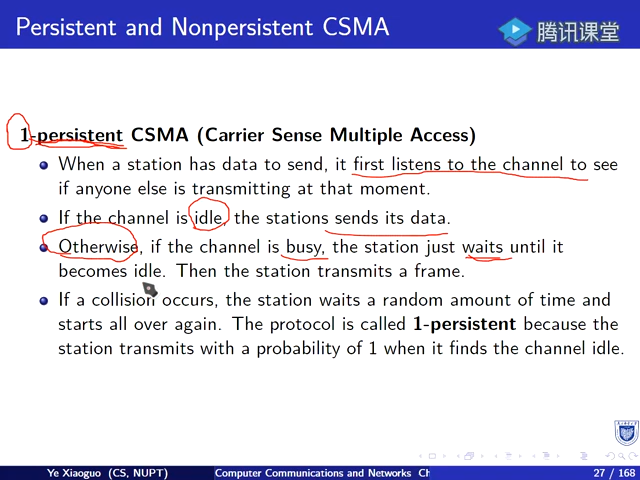 Persistent and Nonpersistent CSMA
腾讯课堂
1-persistent CSMA (Carrier Sense Multiple Access)
When a station has data to send, it first listens to the channel to see
if anyone else is transmitting at that moment.
If the channel is idle, the stations sends its data.
Otherwise, if the channel is busy, the station just waits until it
becomes idle. Then the station transmits a frame.
If a collision occurs, the station waits a random amount of time and
starts all over again. The protocol is called 1-persistent because the
station transmits with a probability of 1 when it finds the channel idle.
Ye Xiaoguo (CS, NUPT) Computer Communications and Networks Ch 27 / 168